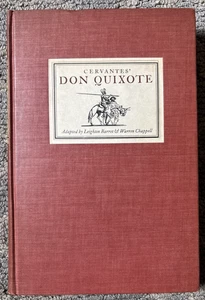 CERVANTES'
DON QUIXOTE
Adapted by Leighton Barret & Warren Chappell